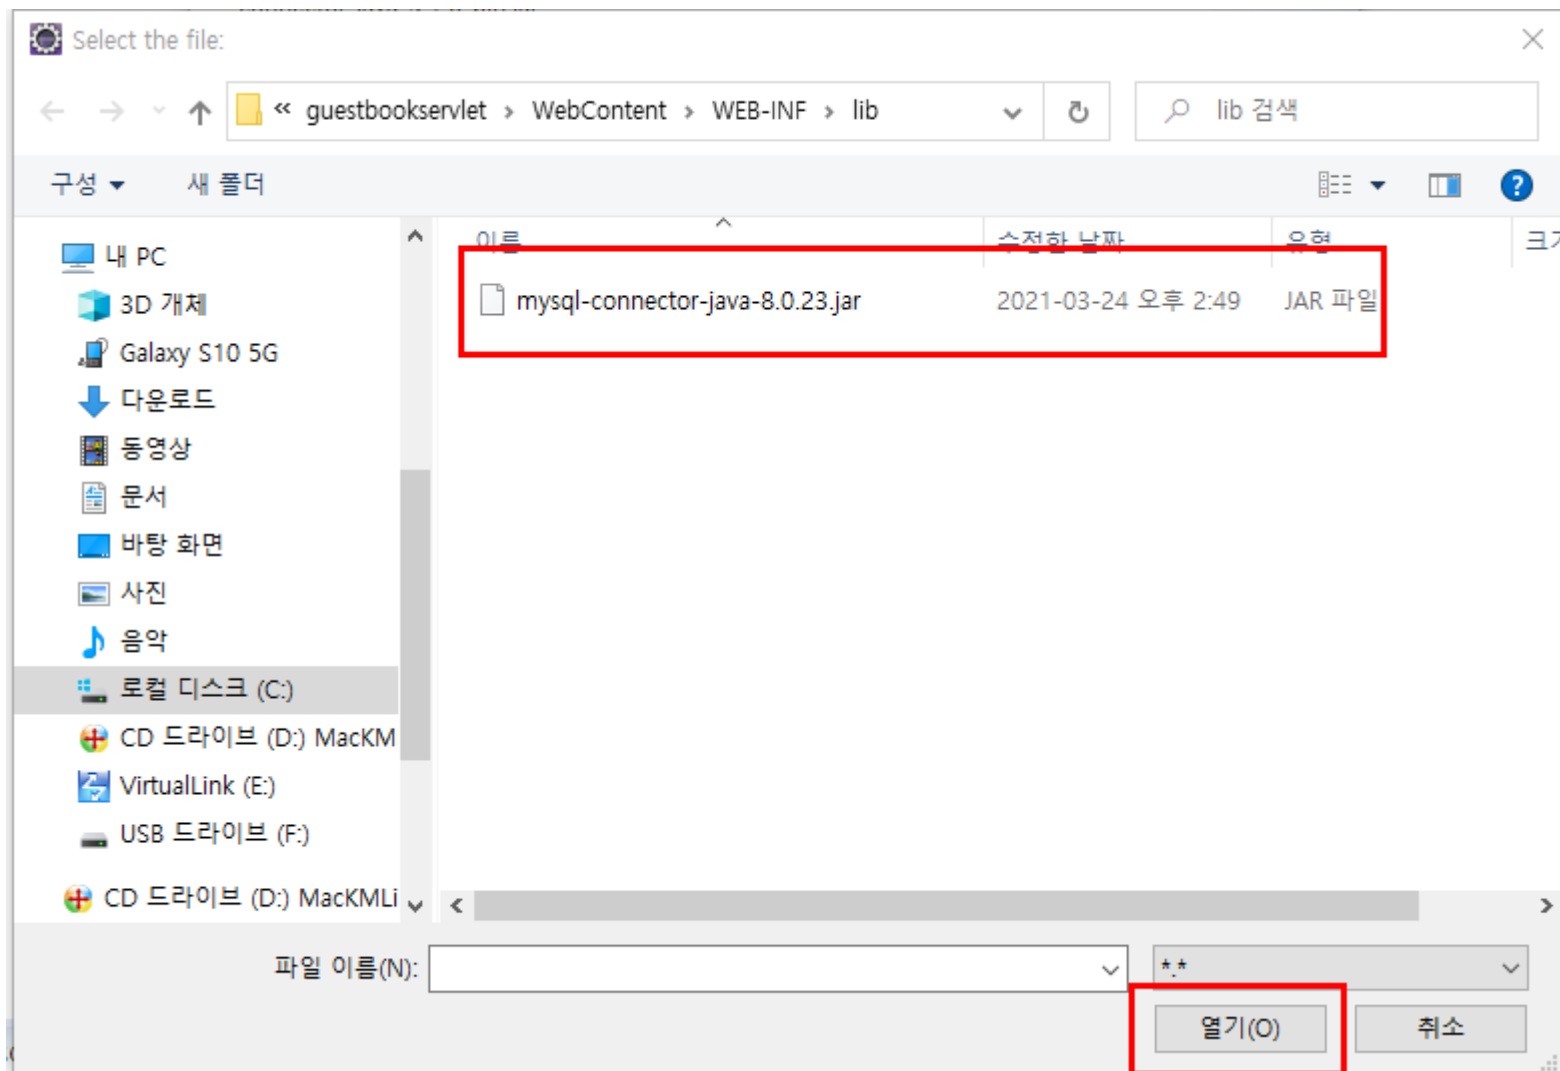 Select the file:
« guestbookservlet > WebContent > WEB-INF > lib
lib 검색
구성
새 폴더
이름
수정한 날짜
유형
크기
내 PC
3D 개체
Galaxy S10 5G
다운로드
동영상
문서
바탕 화면
사진
음악
로컬 디스크 (C:)
CD 드라이브 (D:) MacKM
VirtualLink (E:)
USB 드라이브 (F:)
CD 드라이브 (D:) MacKMLi
mysql-connector-java-8.0.23.jar
2021-03-24 오후 2:49
JAR 파일
파일 이름(N):
*.*
열기(O)
취소